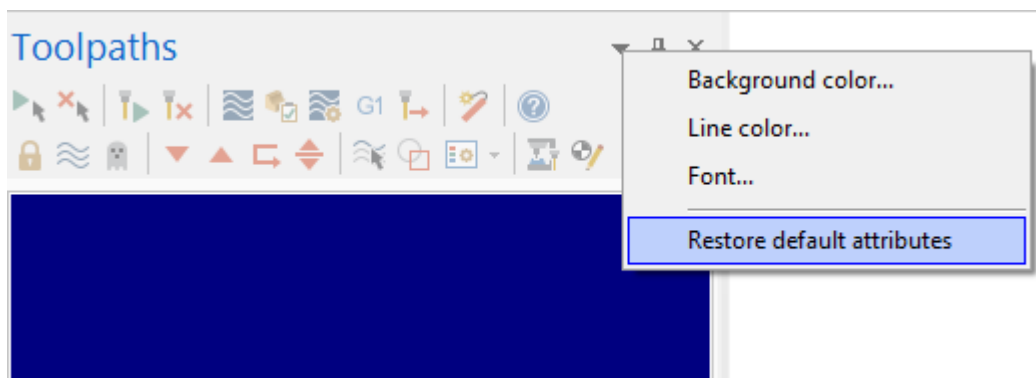 Toolpaths
G1
Background color...
Line color...
Font...
Restore default attributes